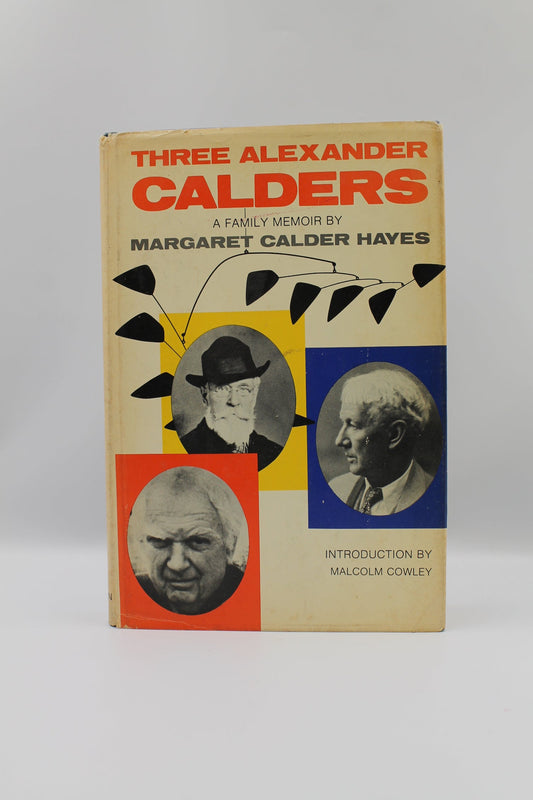 THREE ALEXANDER
CALDERS
A FAMILY MEMOIR BY
MARGARET CALDER HAYES
INTRODUCTION BY
MALCOLM COWLEY